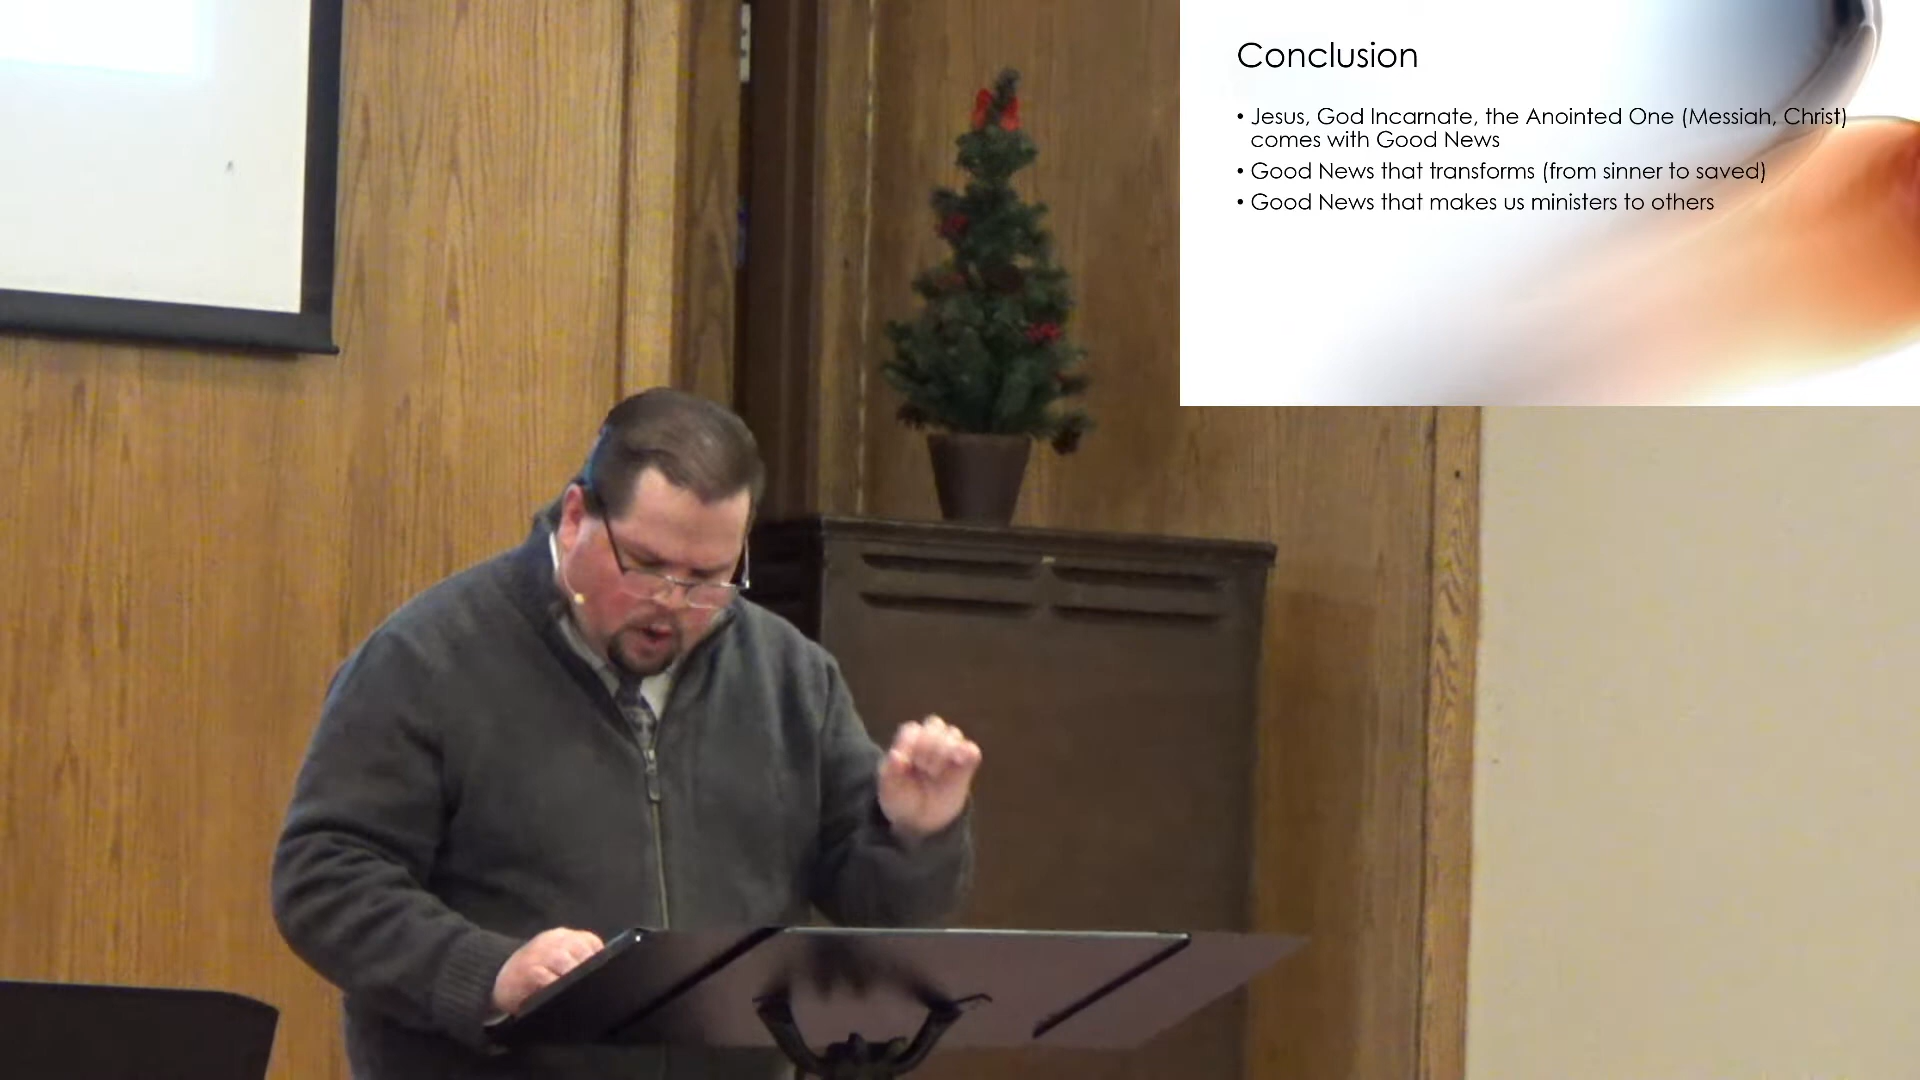 Conclusion
• Jesus, God Incarnate, the Anointed One (Messiah, Christ)
comes with Good News
• Good News that transforms (from sinner to saved)
• Good News that makes us ministers to others